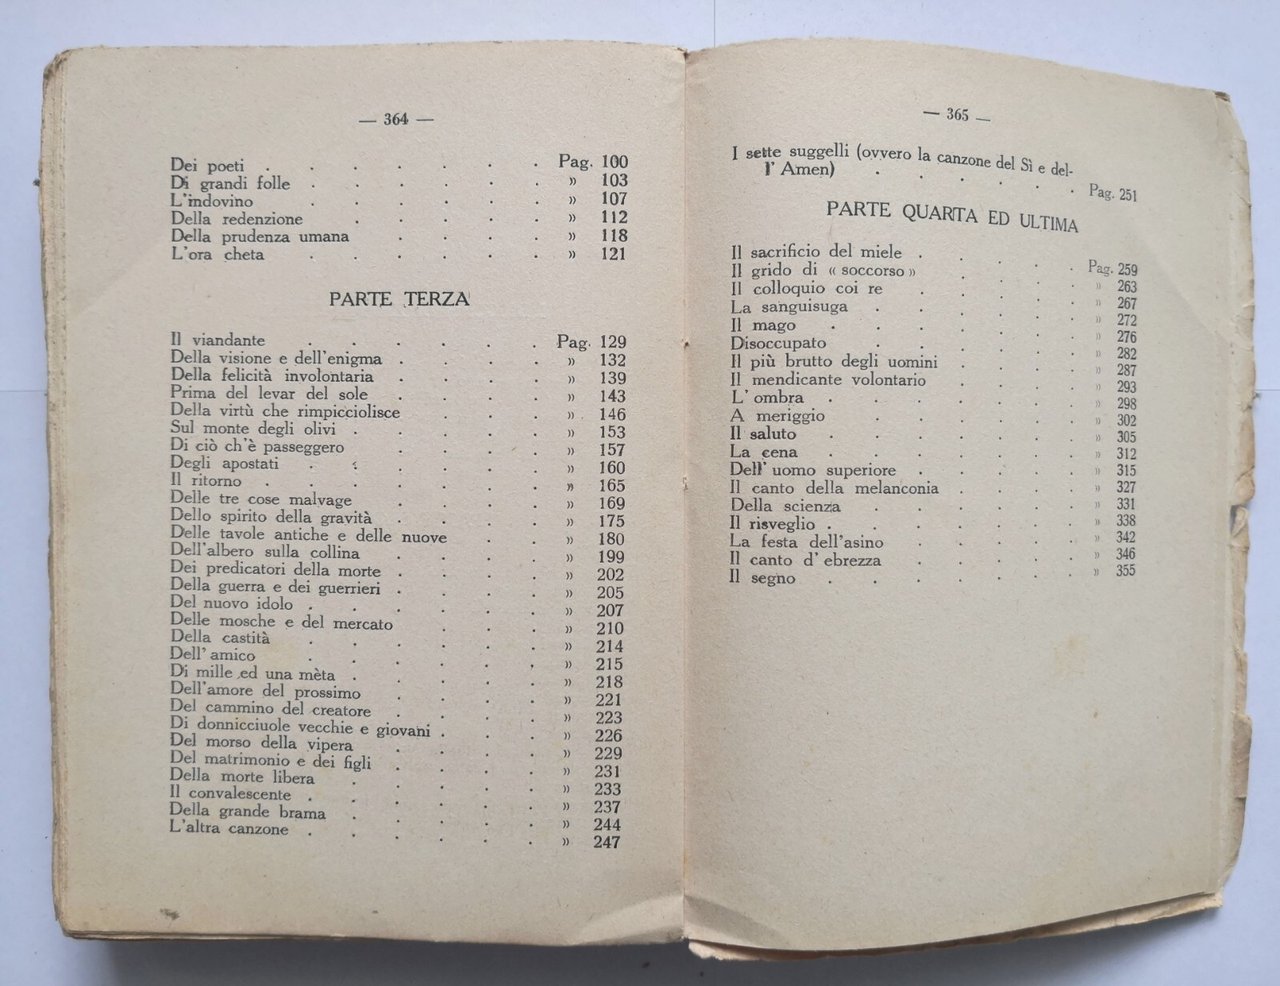 — 364 —
Dei poeti . . . . . . . Pag. 100
Di grandi folle . . . . . . » 103
L'indovino . . . . . . » 107
Della redenzione . . . . . » 112
Della prudenza umana . . . . » 118
L'ora cheta . . . . . . » 121
PARTE TERZA
Il viandante . . . . . . Pag. 129
Della visione e dell'enigma . . . . » 132
Della felicità involontaria . . . . » 139
Prima del levar del sole . . . . » 143
Della virtù che rimpicciolisce . . . » 146
Sul monte degli olivi . . . . . » 153
Di ciò ch'è passeggero . . . . » 157
Degli apostati . . . . . . » 160
Il ritorno . . . . . . » 165
Delle tre cose malvage . . . . » 169
Dello spirito della gravità . . . . » 175
Delle tavole antiche e delle nuove . . » 180
Dell'albero sulla collina . . . . » 199
Dei predicatori della morte . . . . » 202
Della guerra e dei guerrieri . . . . » 205
Del nuovo idolo . . . . . . » 207
Delle mosche e del mercato . . . » 210
Della castità . . . . . . » 214
Dell'amico . . . . . . » 215
Di mille ed una mèta . . . . . » 218
Dell'amore del prossimo . . . . » 221
Del cammino del creatore . . . . » 223
Di donnicciuole vecchie e giovani . . . » 226
Del morso della vipera . . . . » 229
Del matrimonio e dei figli . . . . » 231
Della morte libera . . . . . » 233
Il convalescente . . . . . . » 237
Della grande brama . . . . . » 244
L'altra canzone . . . . . . » 247
— 365 —
I sette suggelli (ovvero la canzone del Sì e del-
l' Amen) . . . . . . Pag. 251
PARTE QUARTA ED ULTIMA
Il sacrificio del miele . . . . . Pag. 259
Il grido di « soccorso » . . . . » 263
Il colloquio coi re . . . . . » 267
La sanguisuga . . . . . . » 272
Il mago . . . . . . . » 276
Disoccupato . . . . . . » 282
Il più brutto degli uomini . . . . » 287
Il mendicante volontario . . . . » 293
L' ombra . . . . . . . » 298
A meriggio . . . . . . » 302
Il saluto . . . . . . . » 305
La cena . . . . . . . » 312
Dell' uomo superiore . . . . . » 315
Il canto della melanconia . . . . » 327
Della scienza . . . . . . » 331
Il risveglio . . . . . . . » 338
La festa dell'asino . . . . . » 342
Il canto d' ebrezza . . . . . » 346
Il segno . . . . . . . » 355